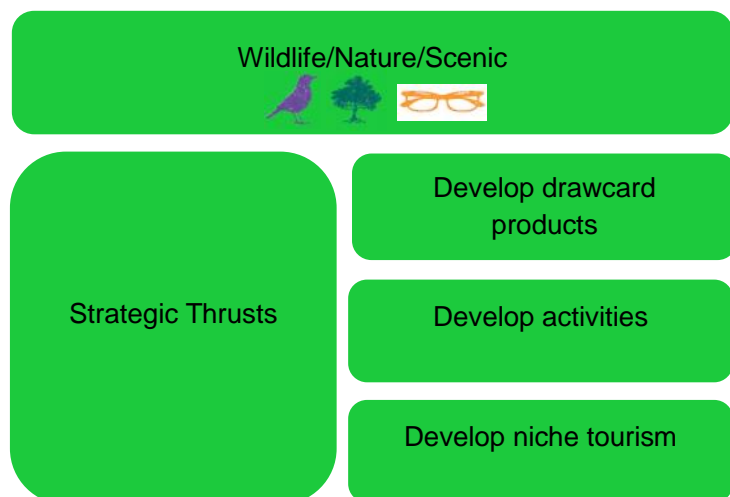 Wildlife/Nature/Scenic
Strategic Thrusts
Develop drawcard
products
Develop activities
Develop niche tourism